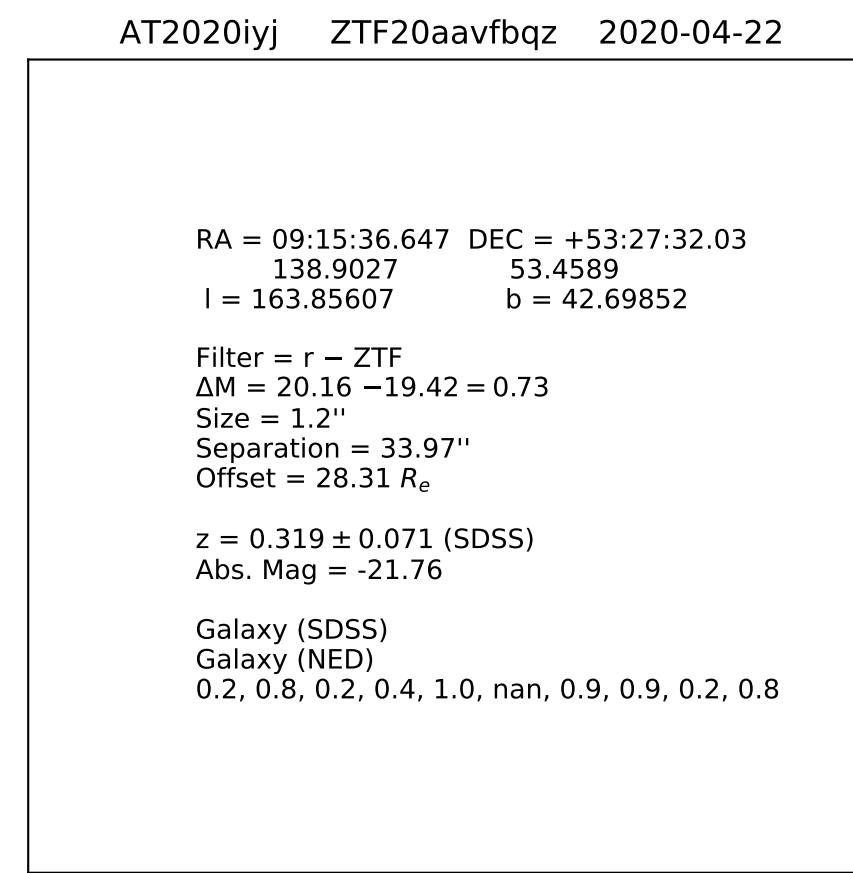 AT2020iyj ZTF20aavfbqz 2020-04-22
RA = 09:15:36.647 DEC = +53:27:32.03
138.9027 53.4589
l = 163.85607 b = 42.69852
Filter = r − ZTF
ΔM = 20.16 −19.42 = 0.73
Size = 1.2''
Separation = 33.97''
Offset = 28.31 Rₑ
z = 0.319 ± 0.071 (SDSS)
Abs. Mag = -21.76
Galaxy (SDSS)
Galaxy (NED)
0.2, 0.8, 0.2, 0.4, 1.0, nan, 0.9, 0.9, 0.2, 0.8